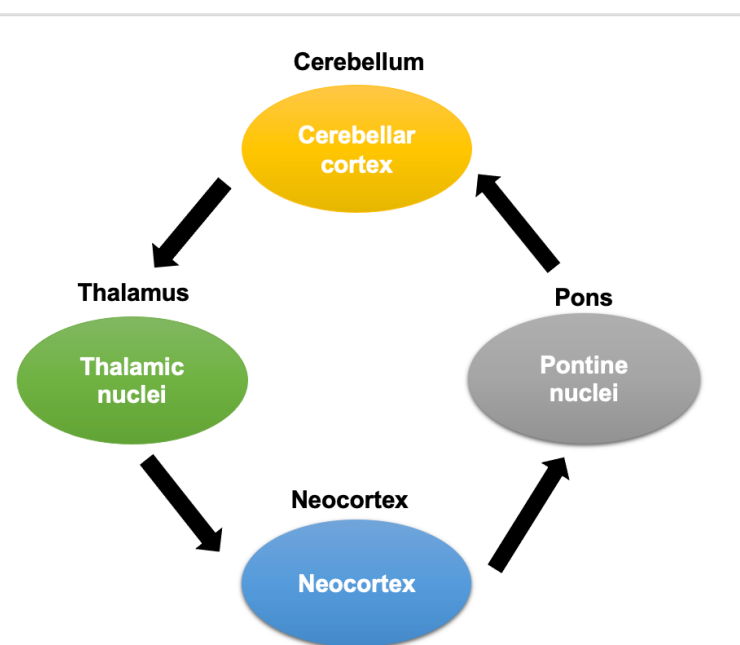 Cerebellum
Cerebellar
cortex
Thalamus
Thalamic
nuclei
Pons
Pontine
nuclei
Neocortex
Neocortex